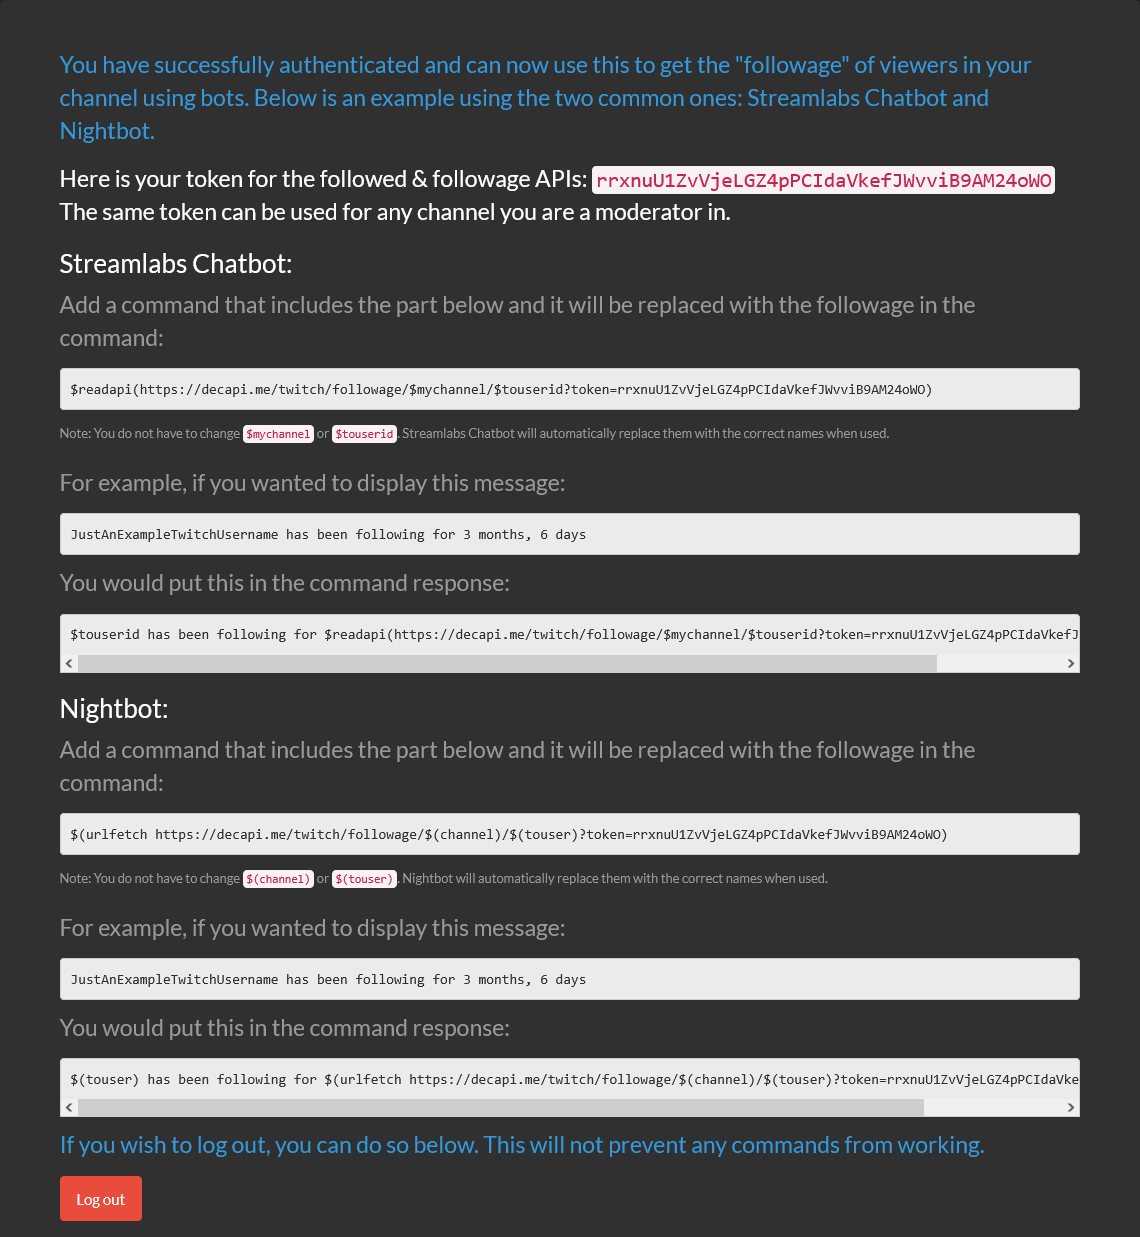 You have successfully authenticated and can now use this to get the "followage" of viewers in your
channel using bots. Below is an example using the two common ones: Streamlabs Chatbot and
Nightbot.
Here is your token for the followed & followage APIs: rrxnuU1ZvVjeLGZ4pPCIdaVkefJWvviB9AM24oWO
The same token can be used for any channel you are a moderator in.
Streamlabs Chatbot:
Add a command that includes the part below and it will be replaced with the followage in the
command:
$readapi(https://decapi.me/twitch/followage/$mychannel/$touserid?token=rrxnuU1ZvVjeLGZ4pPCIdaVkefJWvviB9AM24oWO)
Note: You do not have to change $mychannel or $touserid. Streamlabs Chatbot will automatically replace them with the correct names when used.
For example, if you wanted to display this message:
JustAnExampleTwitchUsername has been following for 3 months, 6 days
You would put this in the command response:
$touserid has been following for $readapi(https://decapi.me/twitch/followage/$mychannel/$touserid?token=rrxnuU1ZvVjeLGZ4pPCIdaVkefJ
Nightbot:
Add a command that includes the part below and it will be replaced with the followage in the
command:
$(urlfetch https://decapi.me/twitch/followage/$(channel)/$(touser)?token=rrxnuU1ZvVjeLGZ4pPCIdaVkefJWvviB9AM24oWO)
Note: You do not have to change $(channel) or $(touser). Nightbot will automatically replace them with the correct names when used.
For example, if you wanted to display this message:
JustAnExampleTwitchUsername has been following for 3 months, 6 days
You would put this in the command response:
$(touser) has been following for $(urlfetch https://decapi.me/twitch/followage/$(channel)/$(touser)?token=rrxnuU1ZvVjeLGZ4pPCIdaVke
If you wish to log out, you can do so below. This will not prevent any commands from working.
Log out